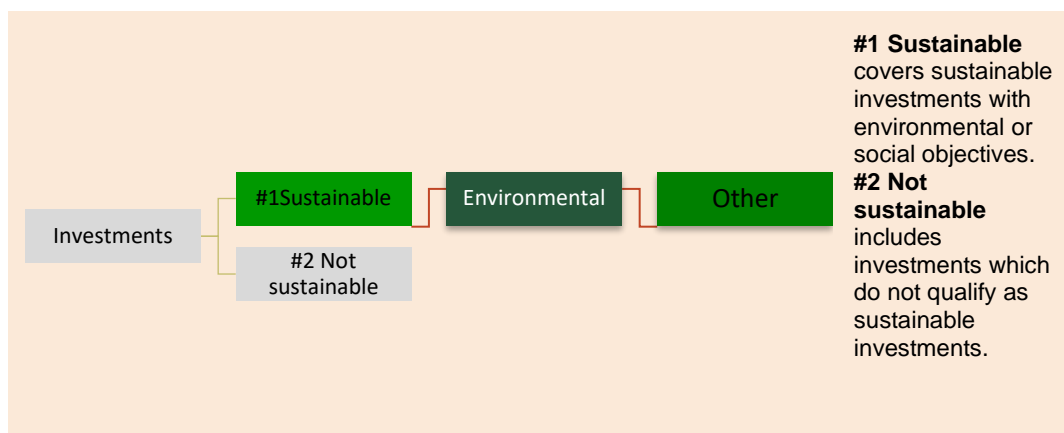 Investments
#1Sustainable
#2 Not
sustainable
Environmental
Other
#1 Sustainable
covers sustainable
investments with
environmental or
social objectives.
#2 Not
sustainable
includes
investments which
do not qualify as
sustainable
investments.